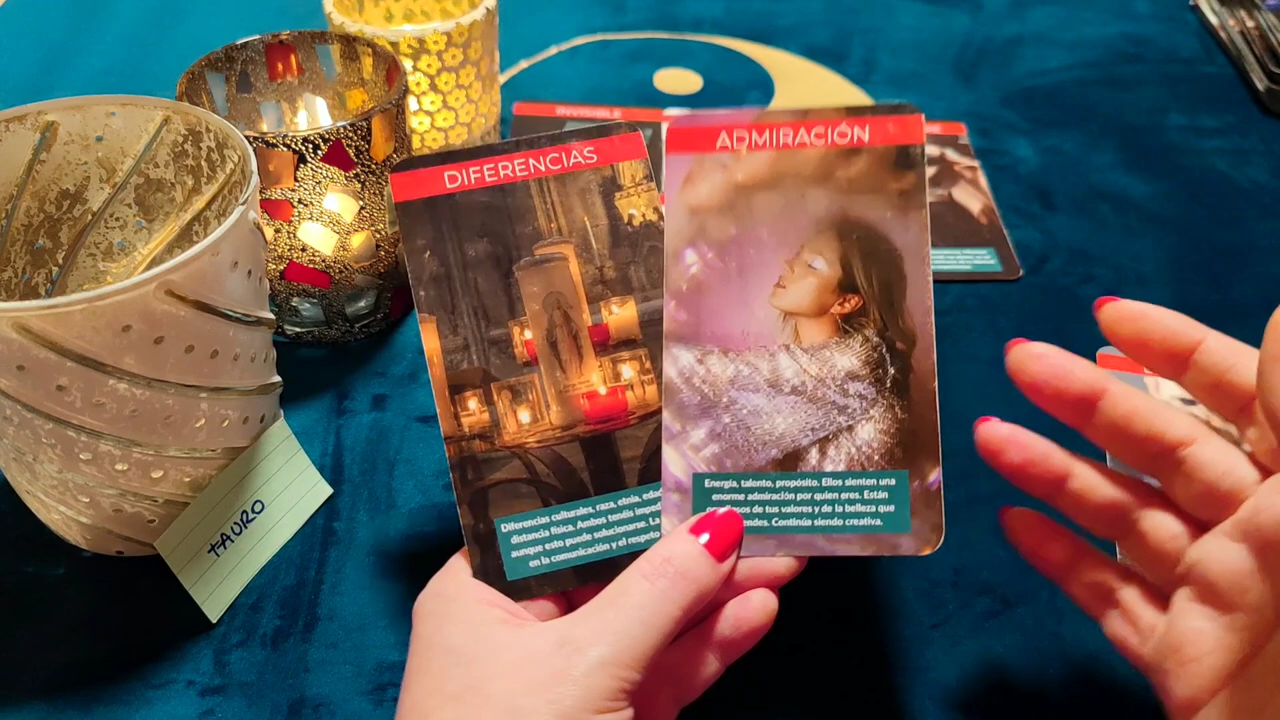 INVISIBLE
DIFERENCIAS
ADMIRACIÓN
Diferencias culturales, raza, etnia, edad
distancia física. Ambos tenéis imped
aunque esto puede solucionarse. La
en la comunicación y el respeto
Energía, talento, propósito. Ellos sienten una
enorme admiración por quien eres. Están
de tus valores y de la belleza que
Continúa siendo creativa.
TAURO